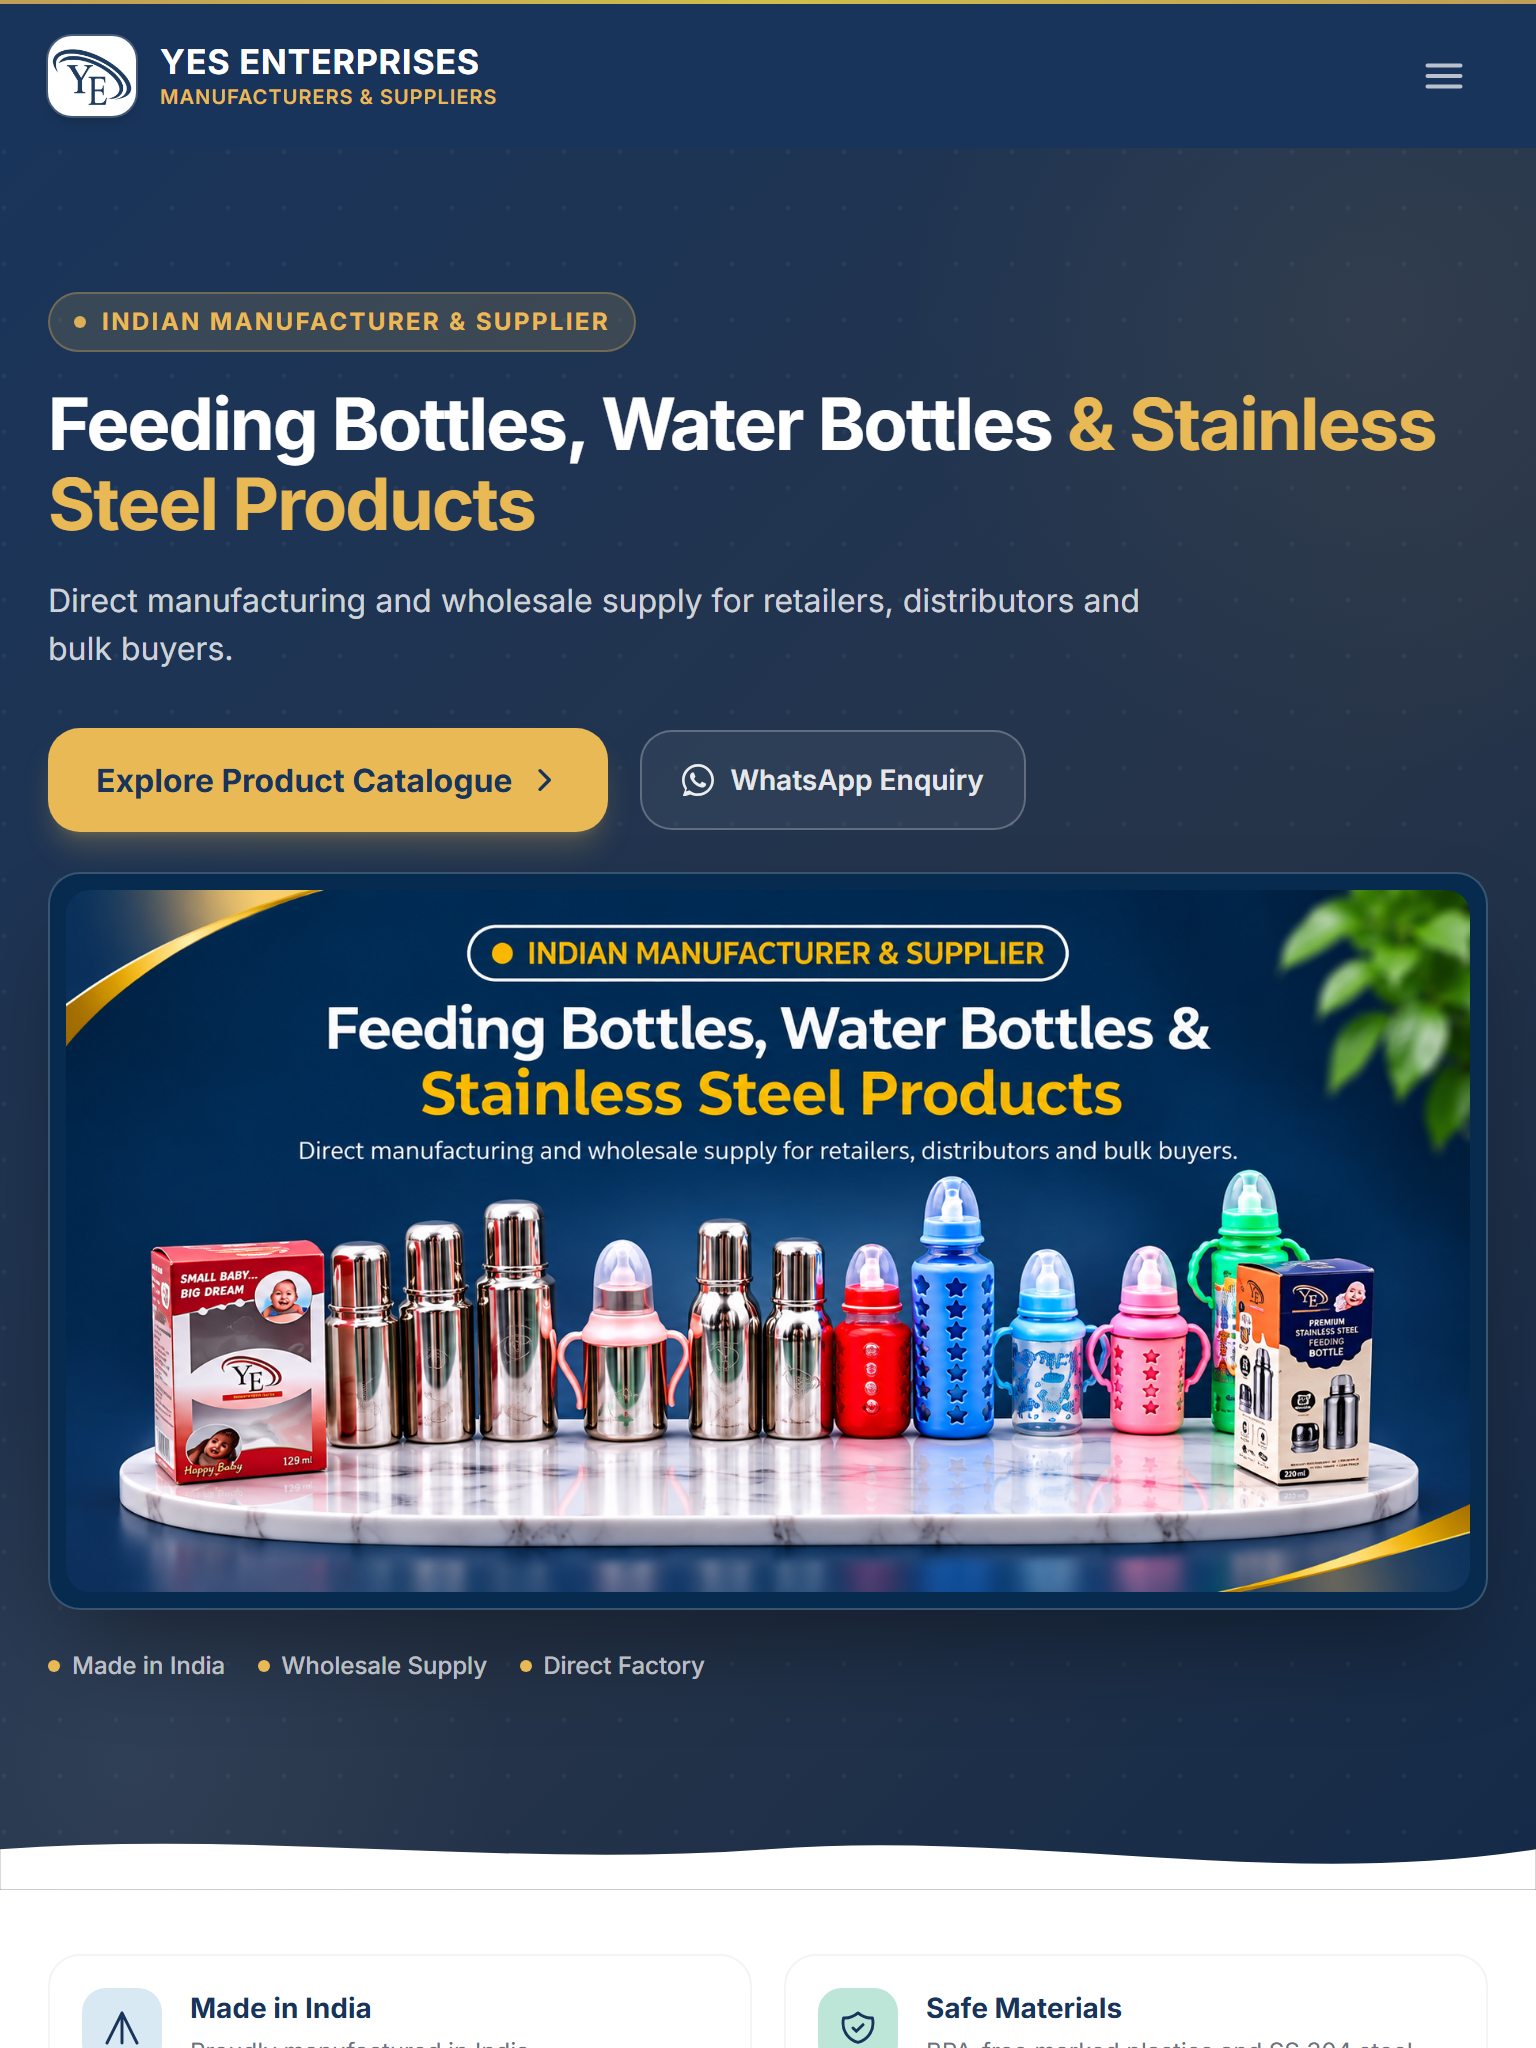 YE
YES ENTERPRISES
MANUFACTURERS & SUPPLIERS
INDIAN MANUFACTURER & SUPPLIER
Feeding Bottles, Water Bottles & Stainless
Steel Products
Direct manufacturing and wholesale supply for retailers, distributors and
bulk buyers.
Explore Product Catalogue
WhatsApp Enquiry
INDIAN MANUFACTURER & SUPPLIER
Feeding Bottles, Water Bottles &
Stainless Steel Products
Direct manufacturing and wholesale supply for retailers, distributors and bulk buyers.
SMALL BABY...
BIG DREAM
YE
Happy Baby
129 ml
YE
PREMIUM
STAINLESS STEEL
FEEDING
BOTTLE
220 ml
Made in India
Wholesale Supply
Direct Factory
Made in India
Safe Materials